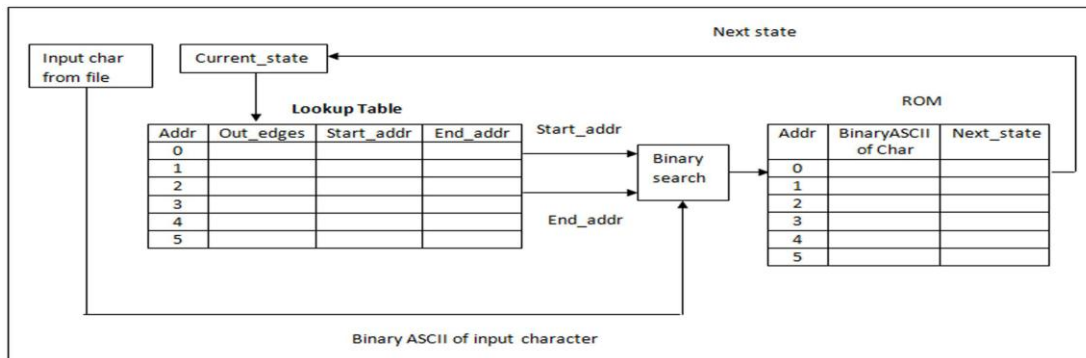 Next state
Input char
from file
Current_state
ROM
Lookup Table
Addr Out_edges Start_addr End_addr
0
1
2
3
4
5
Start_addr
End_addr
Binary
search
Addr BinaryASCII of Char Next_state
0
1
2
3
4
5
Binary ASCII of input character